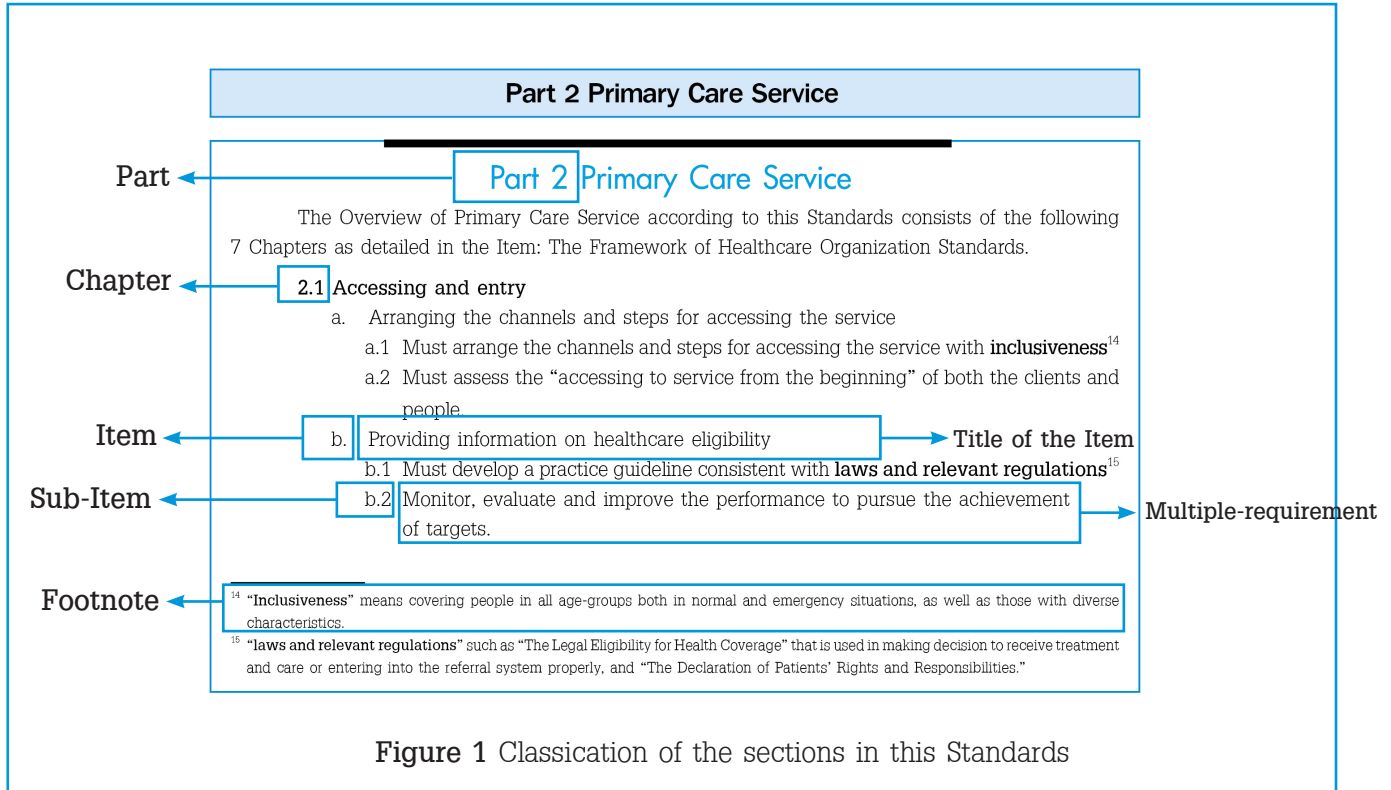 Part 2 Primary Care Service
Part Part 2 Primary Care Service
The Overview of Primary Care Service according to this Standards consists of the following
7 Chapters as detailed in the Item: The Framework of Healthcare Organization Standards.
Chapter 2.1 Accessing and entry
a. Arranging the channels and steps for accessing the service
a.1 Must arrange the channels and steps for accessing the service with inclusiveness14
a.2 Must assess the “accessing to service from the beginning” of both the clients and
people.
Item b. Providing information on healthcare eligibility Title of the Item
b.1 Must develop a practice guideline consistent with laws and relevant regulations15
Sub-Item b.2 Monitor, evaluate and improve the performance to pursue the achievement
of targets. Multiple-requirement
Footnote 14 “Inclusiveness” means covering people in all age-groups both in normal and emergency situations, as well as those with diverse
characteristics.
15 “laws and relevant regulations” such as “The Legal Eligibility for Health Coverage” that is used in making decision to receive treatment
and care or entering into the referral system properly, and “The Declaration of Patients’ Rights and Responsibilities.”
Figure 1 Classication of the sections in this Standards